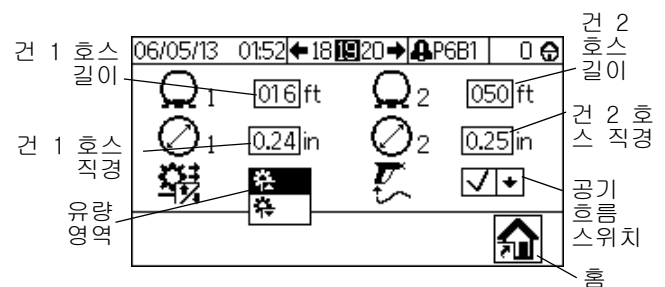 건 2
호스
길이
건 1 호스
길이
06/05/13 01:52 18 19 20 P6B1 0
1 016 ft 2 050 ft
건 1 호스
직경
1 0.24 in 2 0.25 in
건 2 호
스 직경
유량
영역
공기
흐름
스위치
홈